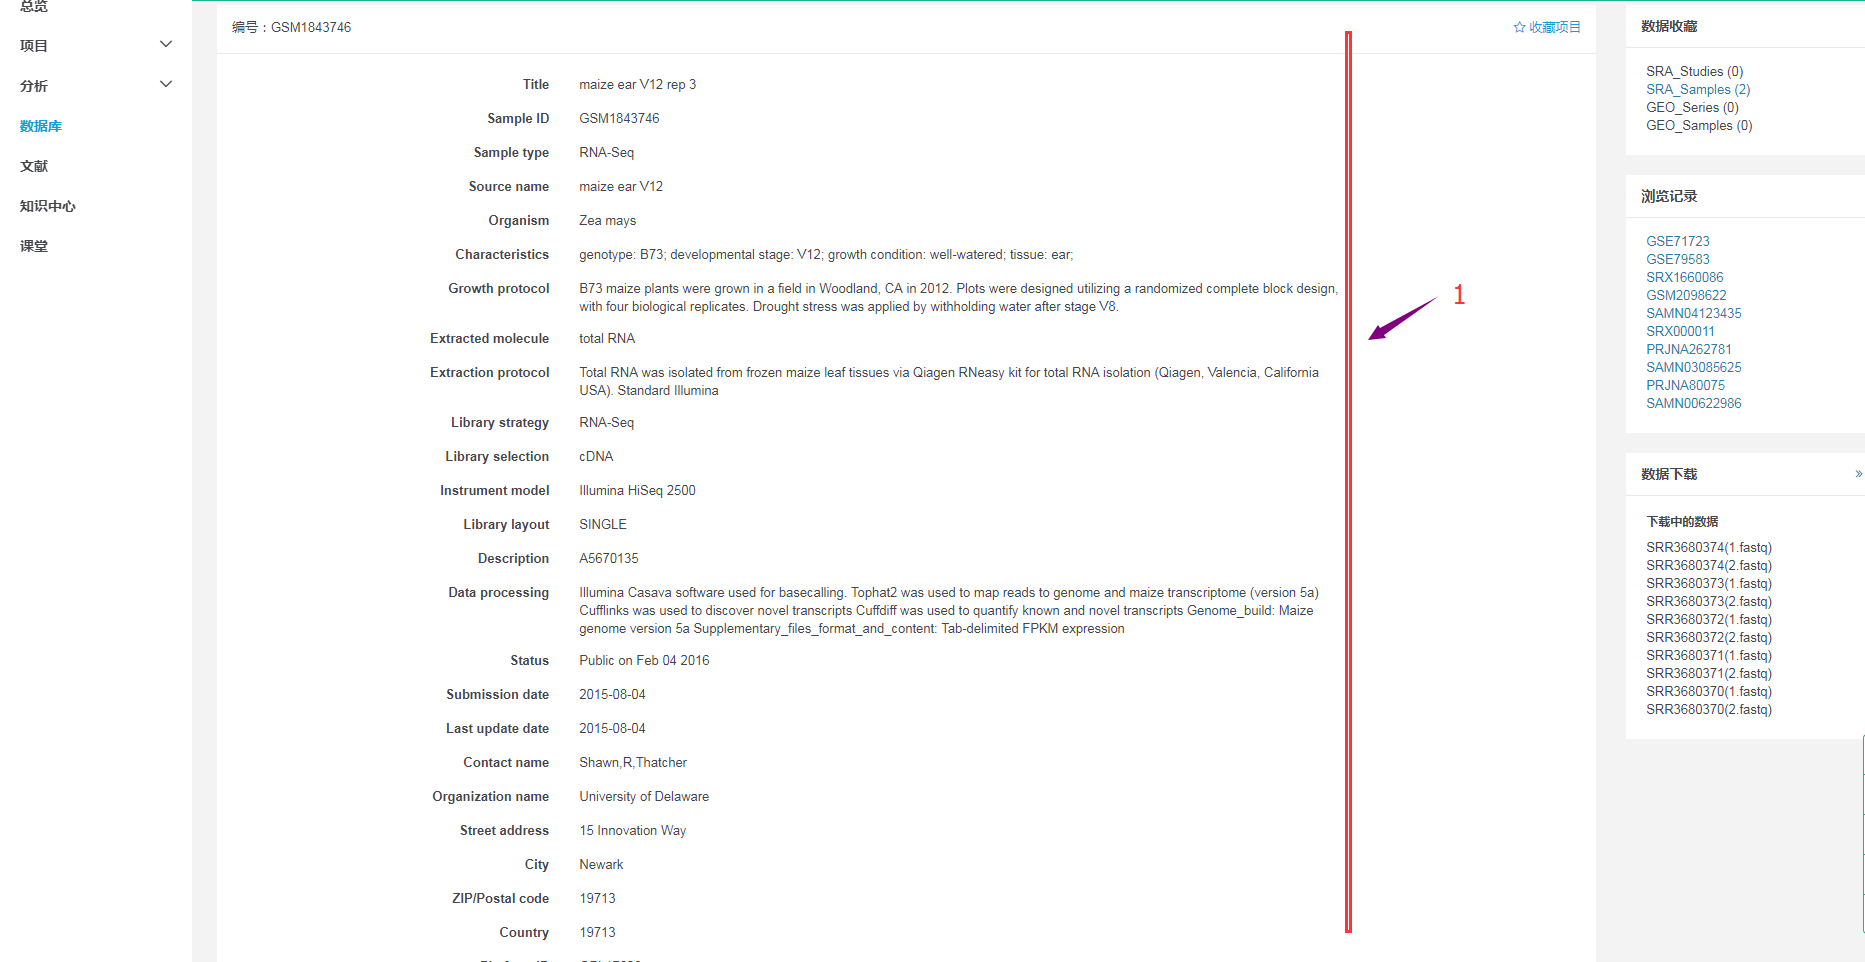 总览
项目
分析
数据库
文献
知识中心
课堂
编号：GSM1843746
☆ 收藏项目
Title maize ear V12 rep 3
Sample ID GSM1843746
Sample type RNA-Seq
Source name maize ear V12
Organism Zea mays
Characteristics genotype: B73; developmental stage: V12; growth condition: well-watered; tissue: ear;
Growth protocol B73 maize plants were grown in a field in Woodland, CA in 2012. Plots were designed utilizing a randomized complete block design,
with four biological replicates. Drought stress was applied by withholding water after stage V8.
Extracted molecule total RNA
Extraction protocol Total RNA was isolated from frozen maize leaf tissues via Qiagen RNeasy kit for total RNA isolation (Qiagen, Valencia, California
USA). Standard Illumina
Library strategy RNA-Seq
Library selection cDNA
Instrument model Illumina HiSeq 2500
Library layout SINGLE
Description A5670135
Data processing Illumina Casava software used for basecalling. Tophat2 was used to map reads to genome and maize transcriptome (version 5a)
Cufflinks was used to discover novel transcripts Cuffdiff was used to quantify known and novel transcripts Genome_build: Maize
genome version 5a Supplementary_files_format_and_content: Tab-delimited FPKM expression
Status Public on Feb 04 2016
Submission date 2015-08-04
Last update date 2015-08-04
Contact name Shawn,R,Thatcher
Organization name University of Delaware
Street address 15 Innovation Way
City Newark
ZIP/Postal code 19713
Country 19713
1
数据收藏
SRA_Studies (0)
SRA_Samples (2)
GEO_Series (0)
GEO_Samples (0)
浏览记录
GSE71723
GSE79583
SRX1660086
GSM2098622
SAMN04123435
SRX000011
PRJNA262781
SAMN03085625
PRJNA80075
SAMN00622986
数据下载 »
下载中的数据
SRR3680374(1.fastq)
SRR3680374(2.fastq)
SRR3680373(1.fastq)
SRR3680373(2.fastq)
SRR3680372(1.fastq)
SRR3680372(2.fastq)
SRR3680371(1.fastq)
SRR3680371(2.fastq)
SRR3680370(1.fastq)
SRR3680370(2.fastq)